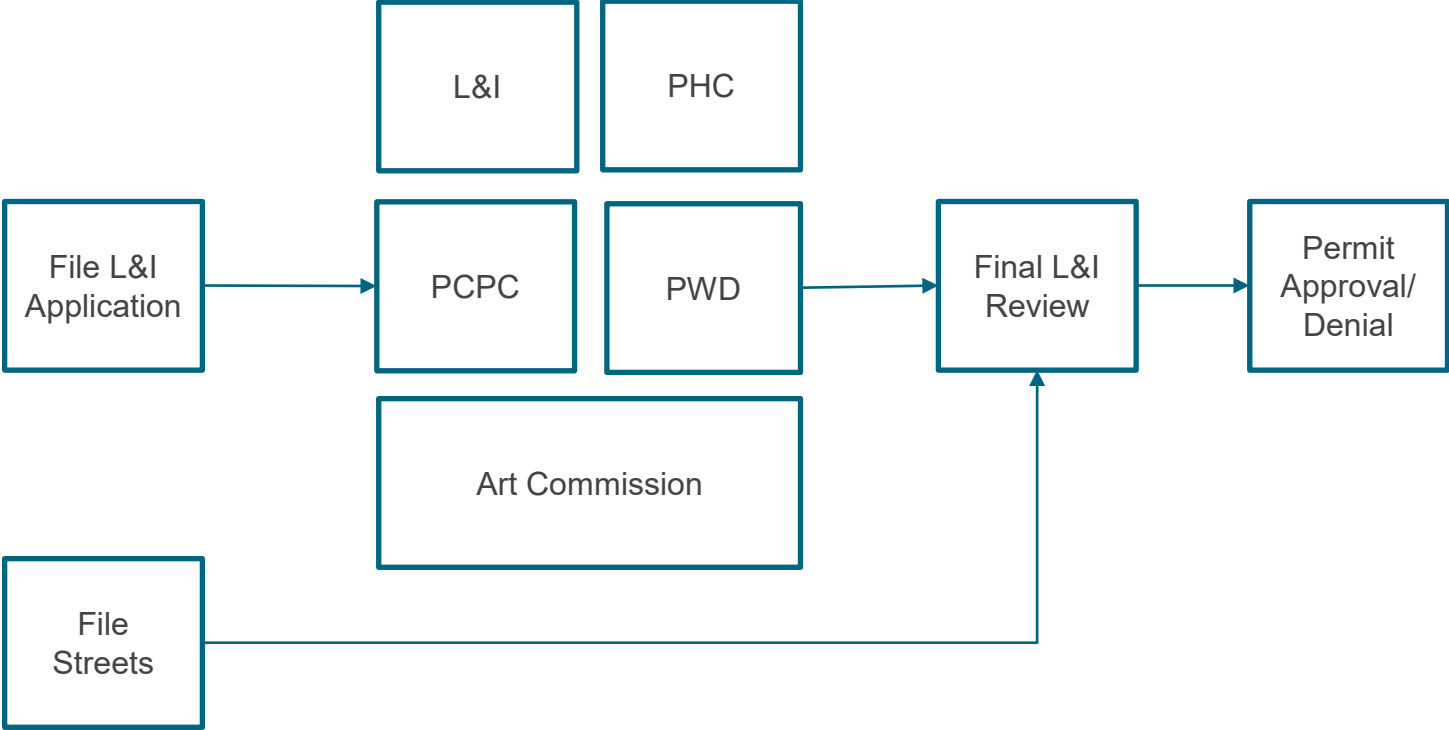 L&I
PHC
File L&I
Application
PCPC
PWD
Final L&I
Review
Permit
Approval/
Denial
Art Commission
File
Streets